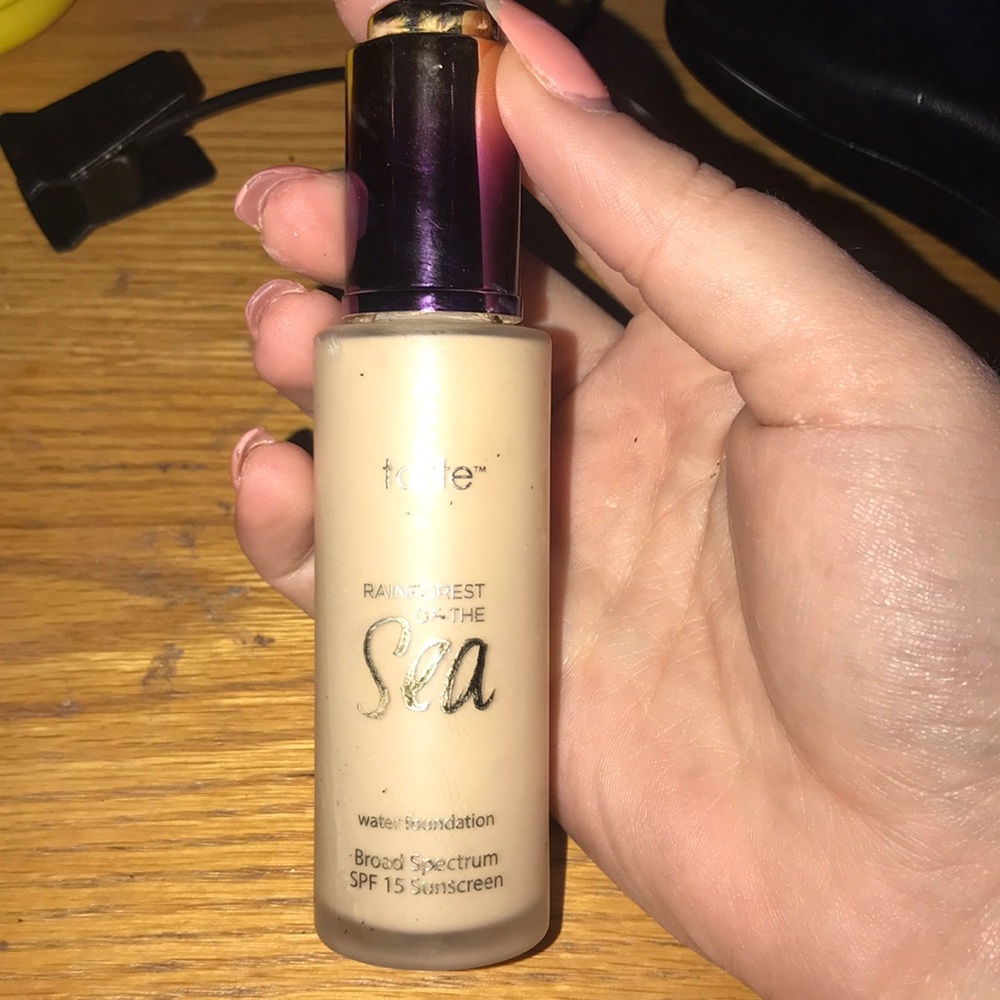 tarte™
RAINFOREST
OF THE
Sea
water foundation
Broad Spectrum
SPF 15 Sunscreen